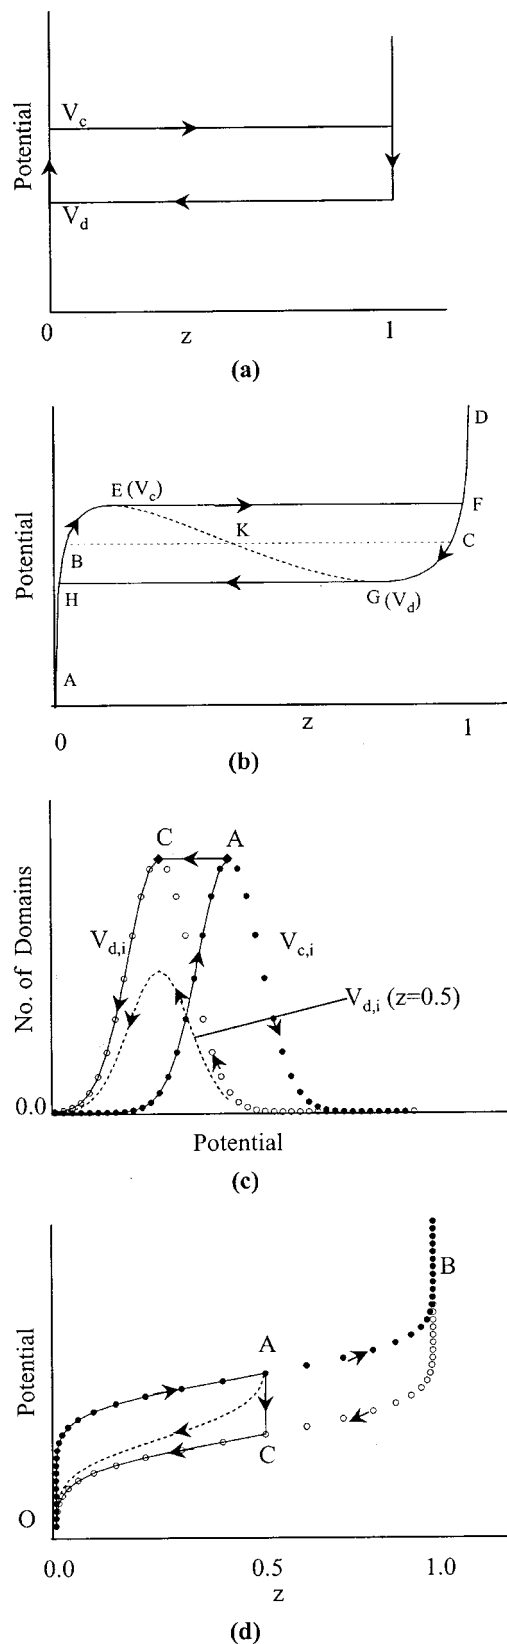 Potential
V_c
V_d
0
z
1
(a)
Potential
D
E (V_c)
F
K
C
B
H
G (V_d)
A
0
z
1
(b)
No. of Domains
C
A
V_d,i
V_c,i
V_d,i (z=0.5)
0.0
Potential
(c)
Potential
B
A
C
O
0.0
0.5
1.0
z
(d)